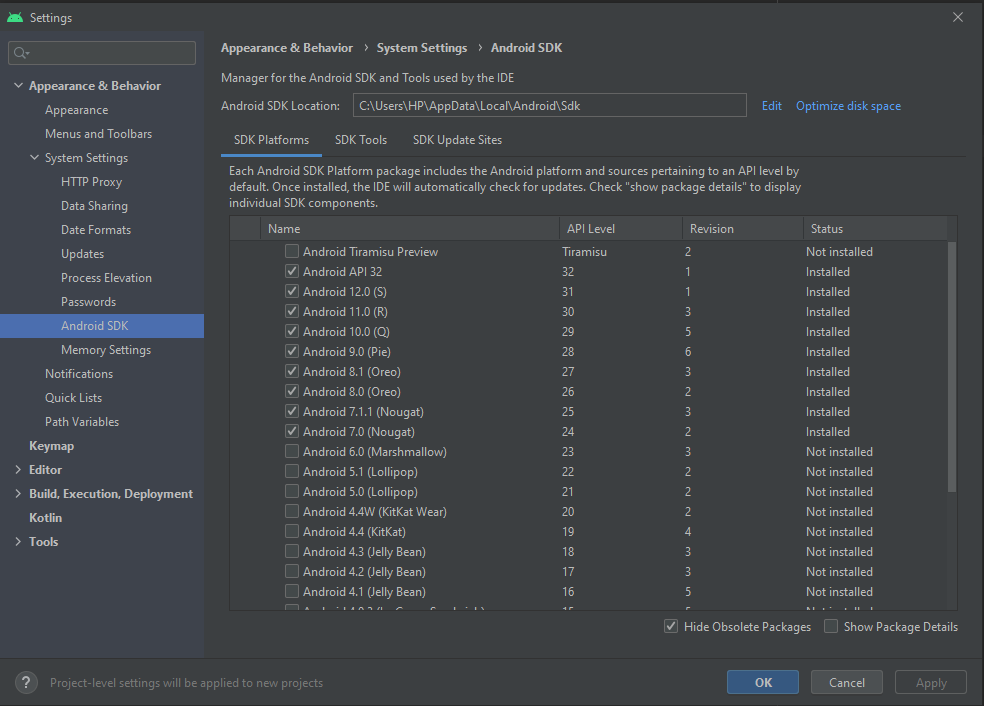 Settings
Appearance & Behavior
Appearance
Menus and Toolbars
System Settings
HTTP Proxy
Data Sharing
Date Formats
Updates
Process Elevation
Passwords
Android SDK
Memory Settings
Notifications
Quick Lists
Path Variables
Keymap
Editor
Build, Execution, Deployment
Kotlin
Tools
Appearance & Behavior › System Settings › Android SDK
Manager for the Android SDK and Tools used by the IDE
Android SDK Location: C:\Users\HP\AppData\Local\Android\Sdk Edit Optimize disk space
SDK Platforms SDK Tools SDK Update Sites
Each Android SDK Platform package includes the Android platform and sources pertaining to an API level by
default. Once installed, the IDE will automatically check for updates. Check "show package details" to display
individual SDK components.
Name API Level Revision Status
Android Tiramisu Preview Tiramisu 2 Not installed
Android API 32 32 1 Installed
Android 12.0 (S) 31 1 Installed
Android 11.0 (R) 30 3 Installed
Android 10.0 (Q) 29 5 Installed
Android 9.0 (Pie) 28 6 Installed
Android 8.1 (Oreo) 27 3 Installed
Android 8.0 (Oreo) 26 2 Installed
Android 7.1.1 (Nougat) 25 3 Installed
Android 7.0 (Nougat) 24 2 Installed
Android 6.0 (Marshmallow) 23 3 Not installed
Android 5.1 (Lollipop) 22 2 Not installed
Android 5.0 (Lollipop) 21 2 Not installed
Android 4.4W (KitKat Wear) 20 2 Not installed
Android 4.4 (KitKat) 19 4 Not installed
Android 4.3 (Jelly Bean) 18 3 Not installed
Android 4.2 (Jelly Bean) 17 3 Not installed
Android 4.1 (Jelly Bean) 16 5 Not installed
Hide Obsolete Packages Show Package Details
? Project-level settings will be applied to new projects
OK Cancel Apply